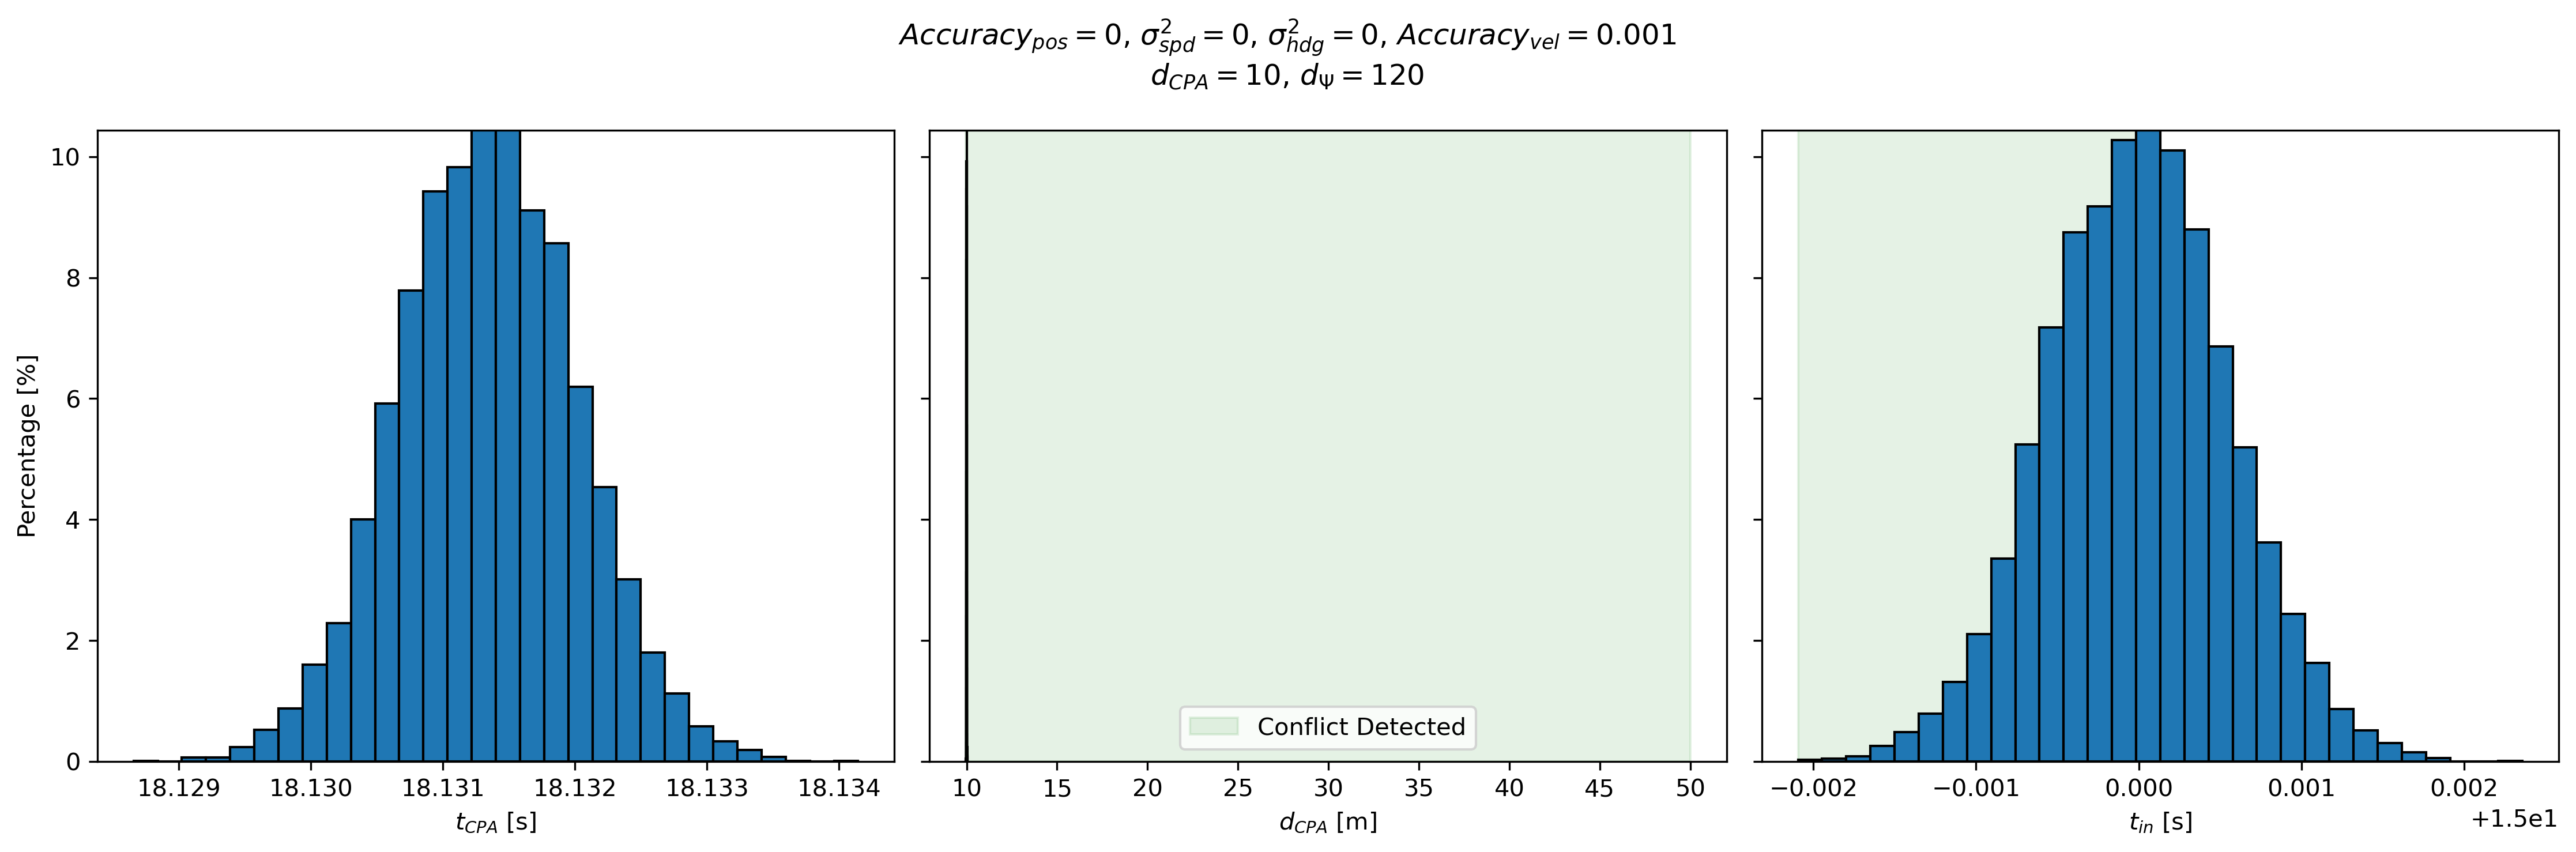 Accuracy_pos = 0, σ²_spd = 0, σ²_hdg = 0, Accuracy_vel = 0.001
d_CPA = 10, d_Ψ = 120
Percentage [%]
10
8
6
4
2
0
18.129 18.130 18.131 18.132 18.133 18.134
t_CPA [s]
Conflict Detected
10 15 20 25 30 35 40 45 50
d_CPA [m]
−0.002 −0.001 0.000 0.001 0.002
t_in [s]
+1.5e1